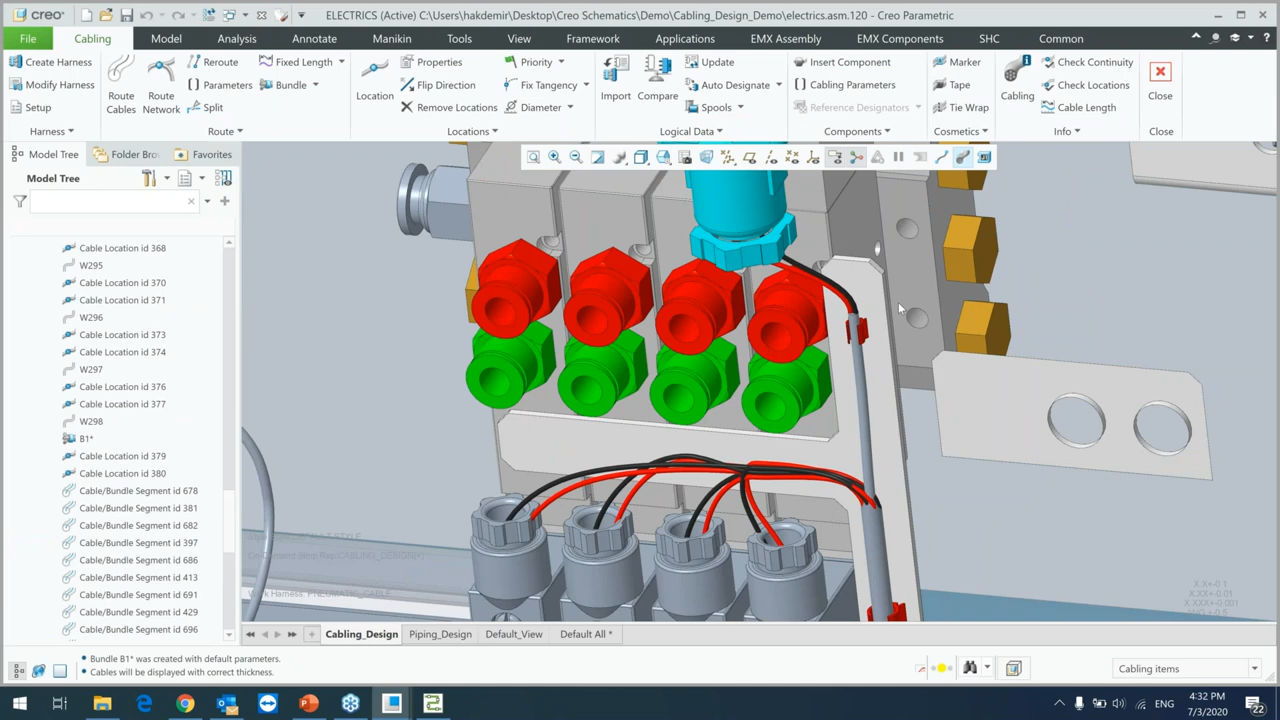 creo
ELECTRICS (Active) C:\Users\hakdemir\Desktop\Creo Schematics\Demo\Cabling_Design_Demo\electrics.asm.120 - Creo Parametric
File Cabling Model Analysis Annotate Manikin Tools View Framework Applications EMX Assembly EMX Components SHC Common
Create Harness
Modify Harness
Setup
Harness
Route Cables
Route Network
Reroute
Parameters
Split
Fixed Length
Bundle
Route
Location
Properties
Flip Direction
Remove Locations
Priority
Fix Tangency
Diameter
Locations
Import
Compare
Update
Auto Designate
Spools
Logical Data
Insert Component
Cabling Parameters
Reference Designators
Components
Marker
Tape
Tie Wrap
Cosmetics
Cabling
Check Continuity
Check Locations
Cable Length
Info
Close
Close
Model Tree Folder Bro Favorites
Model Tree
Cable Location id 368
W295
Cable Location id 370
Cable Location id 371
W296
Cable Location id 373
Cable Location id 374
W297
Cable Location id 376
Cable Location id 377
W298
B1*
Cable Location id 379
Cable Location id 380
Cable/Bundle Segment id 678
Cable/Bundle Segment id 381
Cable/Bundle Segment id 682
Cable/Bundle Segment id 397
Cable/Bundle Segment id 686
Cable/Bundle Segment id 413
Cable/Bundle Segment id 691
Cable/Bundle Segment id 429
Cable/Bundle Segment id 696
Work Harness: PNEUMATIC_CABLE
X.X+-0.1
X.XX+-0.01
X.XXX+-0.001
Cabling_Design Piping_Design Default_View Default All *
• Bundle B1* was created with default parameters.
• Cables will be displayed with correct thickness.
Cabling items
ENG
4:32 PM
7/3/2020
22